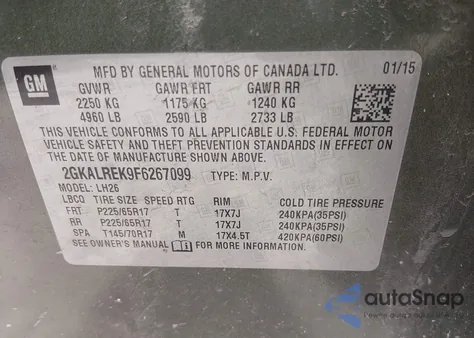 GM
MFD BY GENERAL MOTORS OF CANADA LTD. 01/15
GVWR GAWR FRT GAWR RR
2250 KG 1175 KG 1240 KG
4960 LB 2590 LB 2733 LB
THIS VEHICLE CONFORMS TO ALL APPLICABLE U.S. FEDERAL MOTOR
VEHICLE SAFETY AND THEFT PREVENTION STANDARDS IN EFFECT ON
THE DATE OF MANUFACTURE SHOWN ABOVE.
2GKALREK9F6267099 TYPE: M.P.V.
MODEL: LH26
LBCO TIRE SIZE SPEED RTG RIM COLD TIRE PRESSURE
FRT P225/65R17 T 17X7J 240KPA(35PSI)
RR P225/65R17 T 17X7J 240KPA(35PSI)
SPA T145/70R17 M 17X4.5T 420KPA(60PSI)
SEE OWNER'S MANUAL FOR MORE INFORMATION
autoSnap